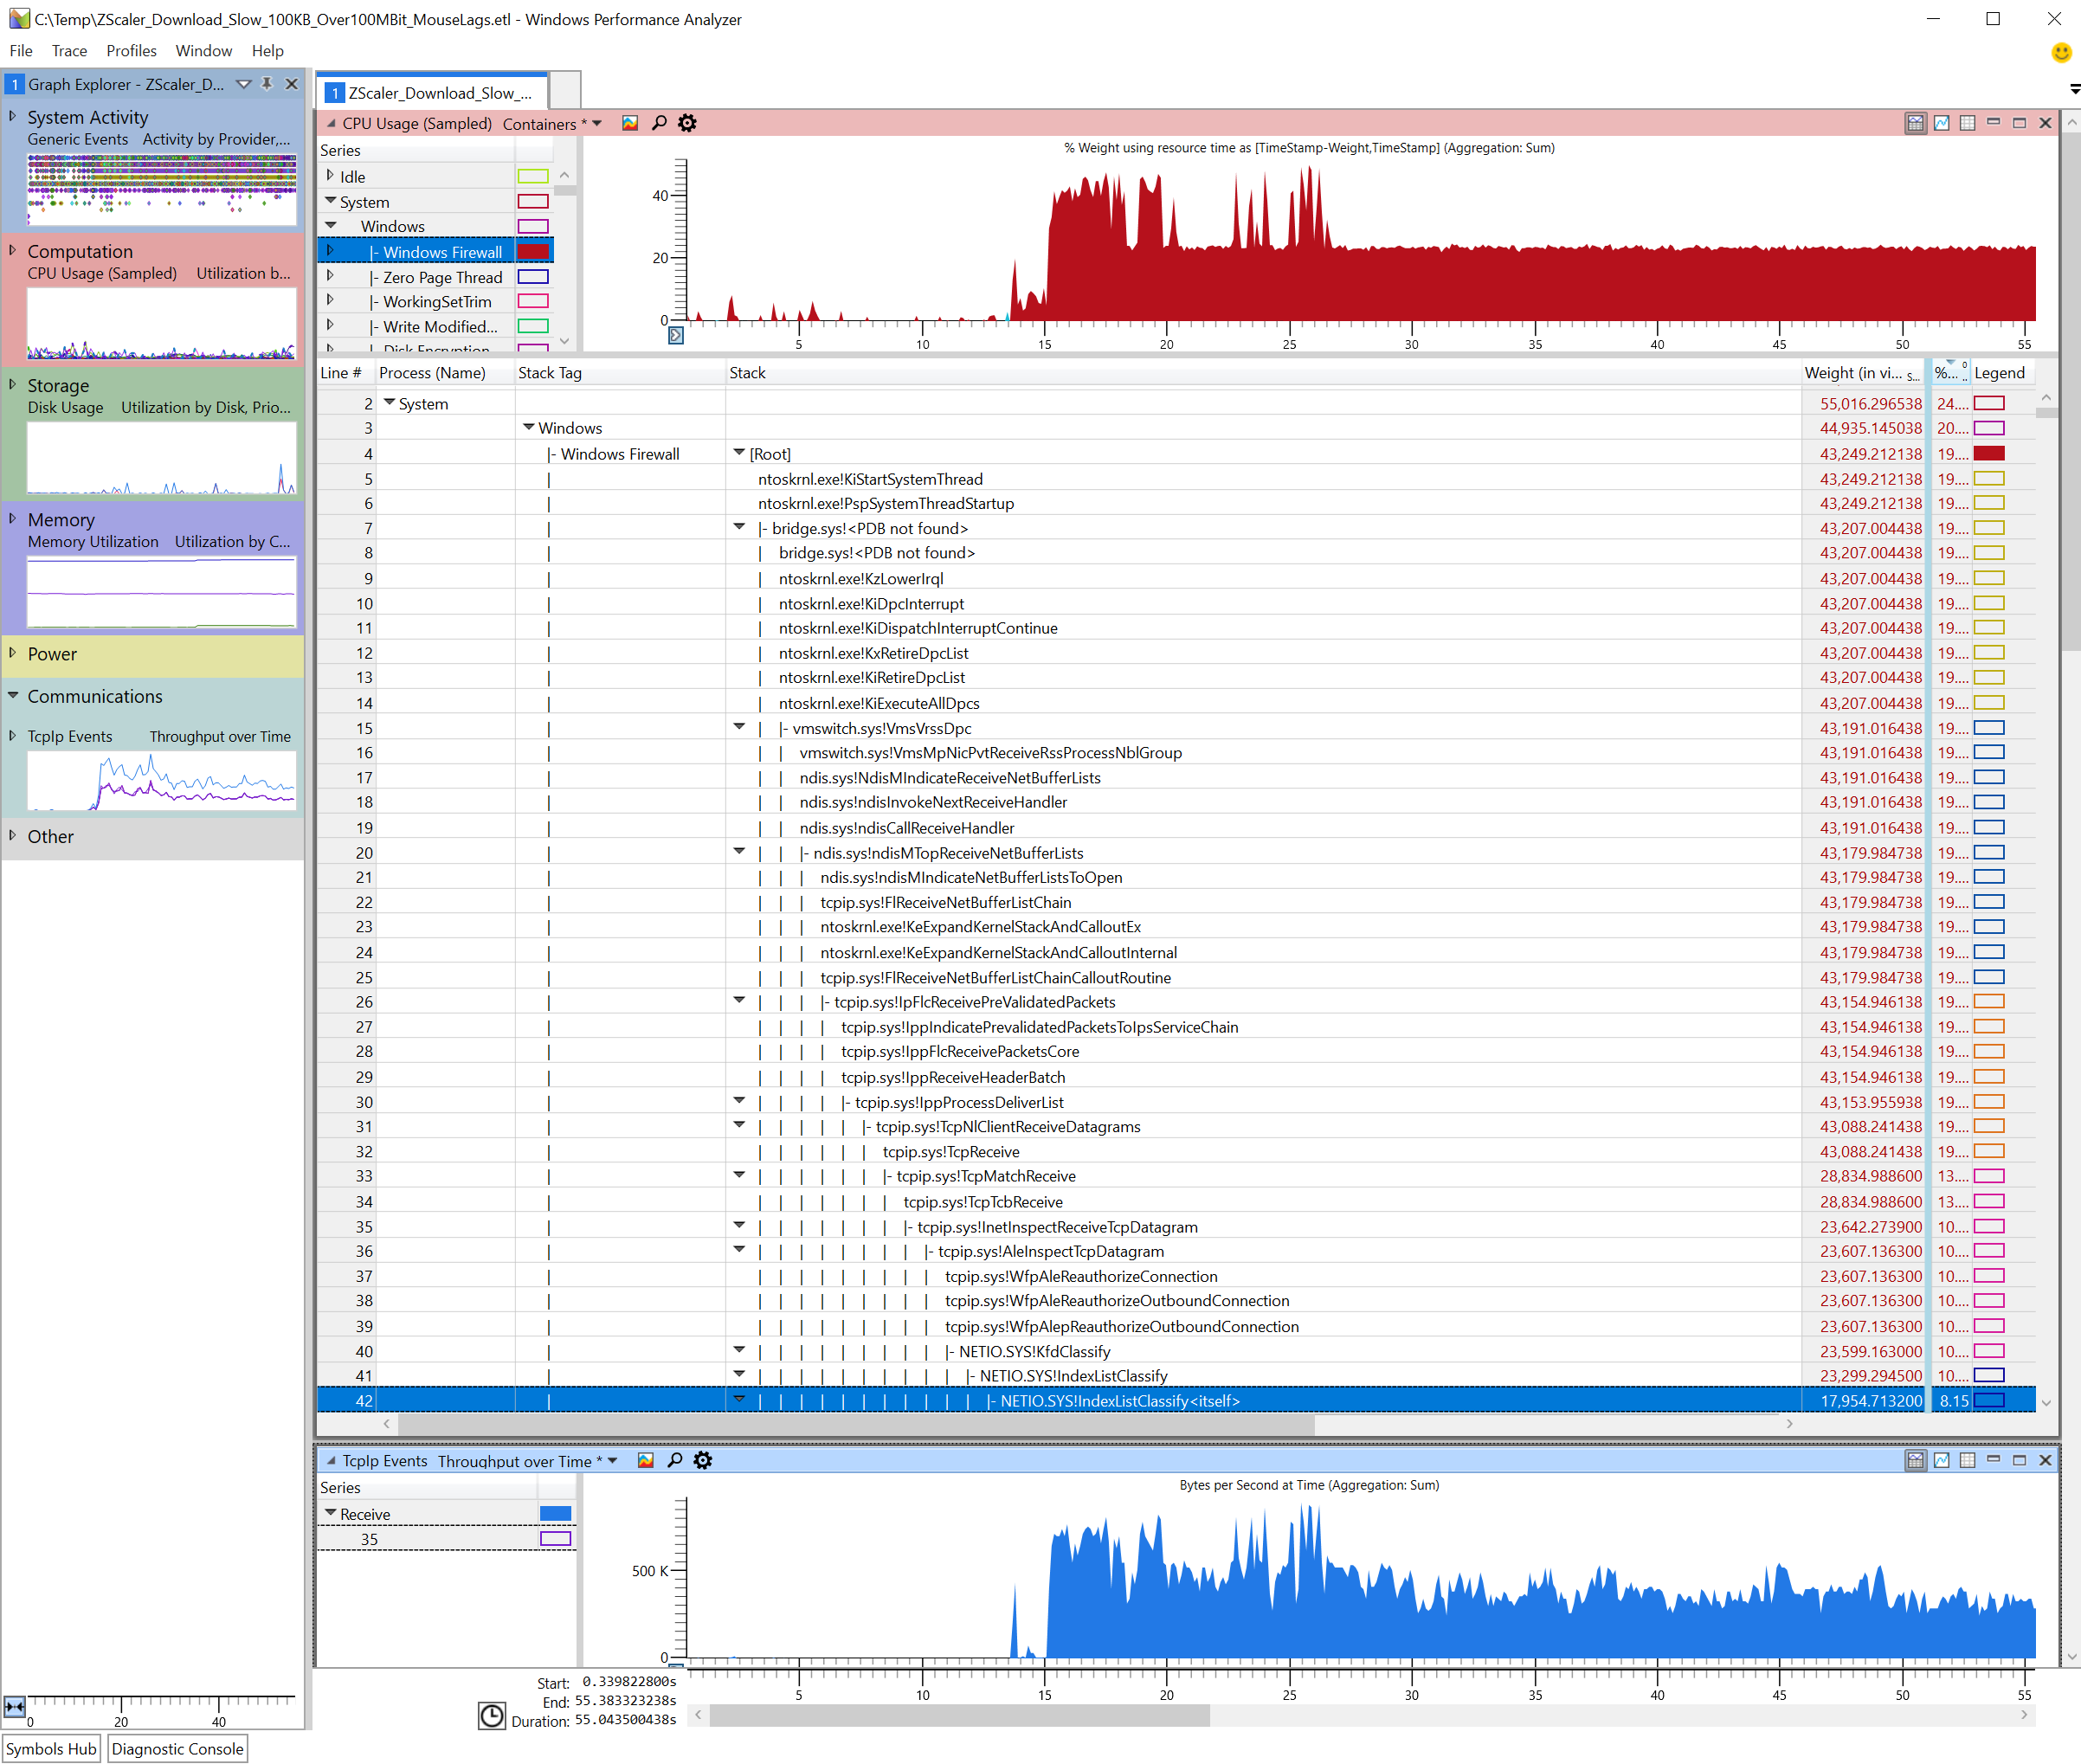 C:\Temp\ZScaler_Download_Slow_100KB_Over100MBit_MouseLags.etl - Windows Performance Analyzer
File Trace Profiles Window Help
1 Graph Explorer - ZScaler_D...
System Activity
Generic Events Activity by Provider,...
Computation
CPU Usage (Sampled) Utilization b...
Storage
Disk Usage Utilization by Disk, Prio...
Memory
Memory Utilization Utilization by C...
Power
Communications
TcpIp Events Throughput over Time
Other
0 20 40
Symbols Hub Diagnostic Console
1 ZScaler_Download_Slow_...
CPU Usage (Sampled) Containers *
Series
Idle
System
Windows
|- Windows Firewall
|- Zero Page Thread
|- WorkingSetTrim
|- Write Modified...
|- Disk Encryption
% Weight using resource time as [TimeStamp-Weight,TimeStamp] (Aggregation: Sum)
40
20
0
5 10 15 20 25 30 35 40 45 50 55
Line # Process (Name) Stack Tag Stack Weight (in vi... S... %... Legend
2 System 55,016.296538 24....
3 Windows 44,935.145038 20....
4 |- Windows Firewall [Root] 43,249.212138 19....
5 | ntoskrnl.exe!KiStartSystemThread 43,249.212138 19....
6 | ntoskrnl.exe!PspSystemThreadStartup 43,249.212138 19....
7 | |- bridge.sys!<PDB not found> 43,207.004438 19....
8 | | bridge.sys!<PDB not found> 43,207.004438 19....
9 | | ntoskrnl.exe!KzLowerIrql 43,207.004438 19....
10 | | ntoskrnl.exe!KiDpcInterrupt 43,207.004438 19....
11 | | ntoskrnl.exe!KiDispatchInterruptContinue 43,207.004438 19....
12 | | ntoskrnl.exe!KxRetireDpcList 43,207.004438 19....
13 | | ntoskrnl.exe!KiRetireDpcList 43,207.004438 19....
14 | | ntoskrnl.exe!KiExecuteAllDpcs 43,207.004438 19....
15 | | |- vmswitch.sys!VmsVrssDpc 43,191.016438 19....
16 | | | vmswitch.sys!VmsMpNicPvtReceiveRssProcessNblGroup 43,191.016438 19....
17 | | | ndis.sys!NdisMIndicateReceiveNetBufferLists 43,191.016438 19....
18 | | | ndis.sys!ndisInvokeNextReceiveHandler 43,191.016438 19....
19 | | | ndis.sys!ndisCallReceiveHandler 43,191.016438 19....
20 | | | |- ndis.sys!ndisMTopReceiveNetBufferLists 43,179.984738 19....
21 | | | | ndis.sys!ndisMIndicateNetBufferListsToOpen 43,179.984738 19....
22 | | | | tcpip.sys!FlReceiveNetBufferListChain 43,179.984738 19....
23 | | | | ntoskrnl.exe!KeExpandKernelStackAndCalloutEx 43,179.984738 19....
24 | | | | ntoskrnl.exe!KeExpandKernelStackAndCalloutInternal 43,179.984738 19....
25 | | | | tcpip.sys!FlReceiveNetBufferListChainCalloutRoutine 43,179.984738 19....
26 | | | | |- tcpip.sys!IpFlcReceivePreValidatedPackets 43,154.946138 19....
27 | | | | | tcpip.sys!IppIndicatePrevalidatedPacketsToIpsServiceChain 43,154.946138 19....
28 | | | | | tcpip.sys!IppFlcReceivePacketsCore 43,154.946138 19....
29 | | | | | tcpip.sys!IppReceiveHeaderBatch 43,154.946138 19....
30 | | | | | |- tcpip.sys!IppProcessDeliverList 43,153.955938 19....
31 | | | | | | |- tcpip.sys!TcpNlClientReceiveDatagrams 43,088.241438 19....
32 | | | | | | | tcpip.sys!TcpReceive 43,088.241438 19....
33 | | | | | | | |- tcpip.sys!TcpMatchReceive 28,834.988600 13....
34 | | | | | | | | tcpip.sys!TcpTcbReceive 28,834.988600 13....
35 | | | | | | | | |- tcpip.sys!InetInspectReceiveTcpDatagram 23,642.273900 10....
36 | | | | | | | | | |- tcpip.sys!AleInspectTcpDatagram 23,607.136300 10....
37 | | | | | | | | | | tcpip.sys!WfpAleReauthorizeConnection 23,607.136300 10....
38 | | | | | | | | | | tcpip.sys!WfpAleReauthorizeOutboundConnection 23,607.136300 10....
39 | | | | | | | | | | tcpip.sys!WfpAlepReauthorizeOutboundConnection 23,607.136300 10....
40 | | | | | | | | | | |- NETIO.SYS!KfdClassify 23,599.163000 10....
41 | | | | | | | | | | | |- NETIO.SYS!IndexListClassify 23,299.294500 10....
42 | | | | | | | | | | | | |- NETIO.SYS!IndexListClassify<itself> 17,954.713200 8.15
TcpIp Events Throughput over Time *
Series
Receive
35
Bytes per Second at Time (Aggregation: Sum)
500 K
0
Start: 0.339822800s
End: 55.383323238s
Duration: 55.043500438s
5 10 15 20 25 30 35 40 45 50 55